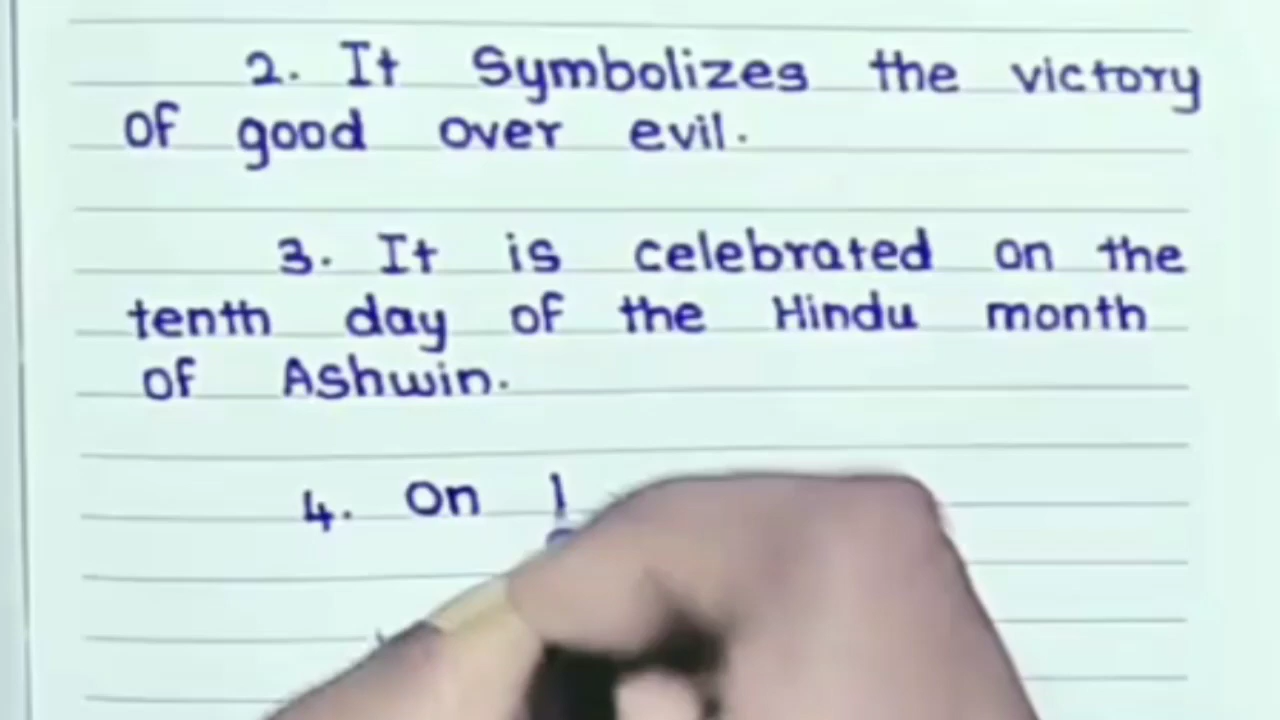 2. It Symbolizes the victory
of good over evil.
3. It is celebrated on the
tenth day of the Hindu month
of Ashwin.
4. On